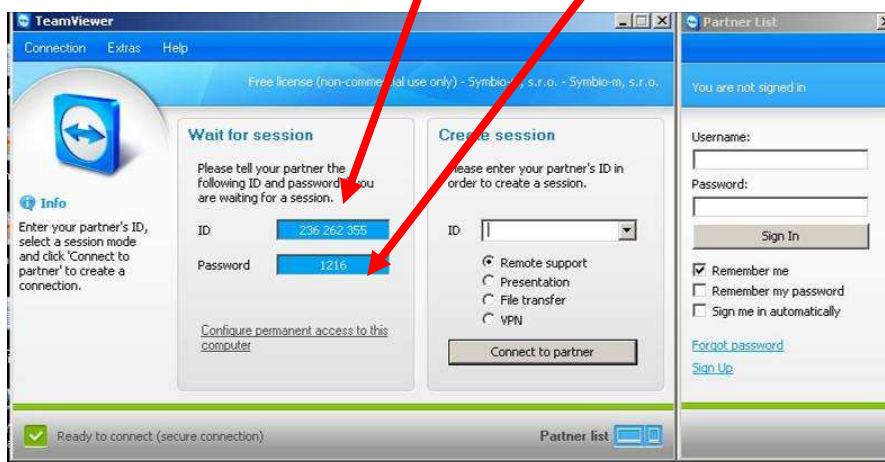 TeamViewer
Connection Extras Help
Free license (non-commercial use only) - Symbio-m, s.r.o. - Symbio-m, s.r.o.
Info
Enter your partner's ID,
select a session mode
and click 'Connect to
partner' to create a
connection.
Wait for session
Please tell your partner the
following ID and password if you
are waiting for a session.
ID 236 262 355
Password 1216
Configure permanent access to this
computer
Create session
Please enter your partner's ID in
order to create a session.
ID
Remote support
Presentation
File transfer
VPN
Connect to partner
Ready to connect (secure connection)
Partner list
Partner List
You are not signed in
Username:
Password:
Sign In
Remember me
Remember my password
Sign me in automatically
Forgot password
Sign Up